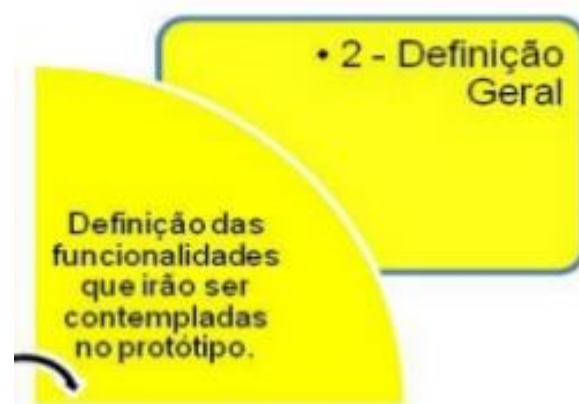 • 2 - Definição
Geral
Definição das
funcionalidades
que irão ser
contempladas
no protótipo.